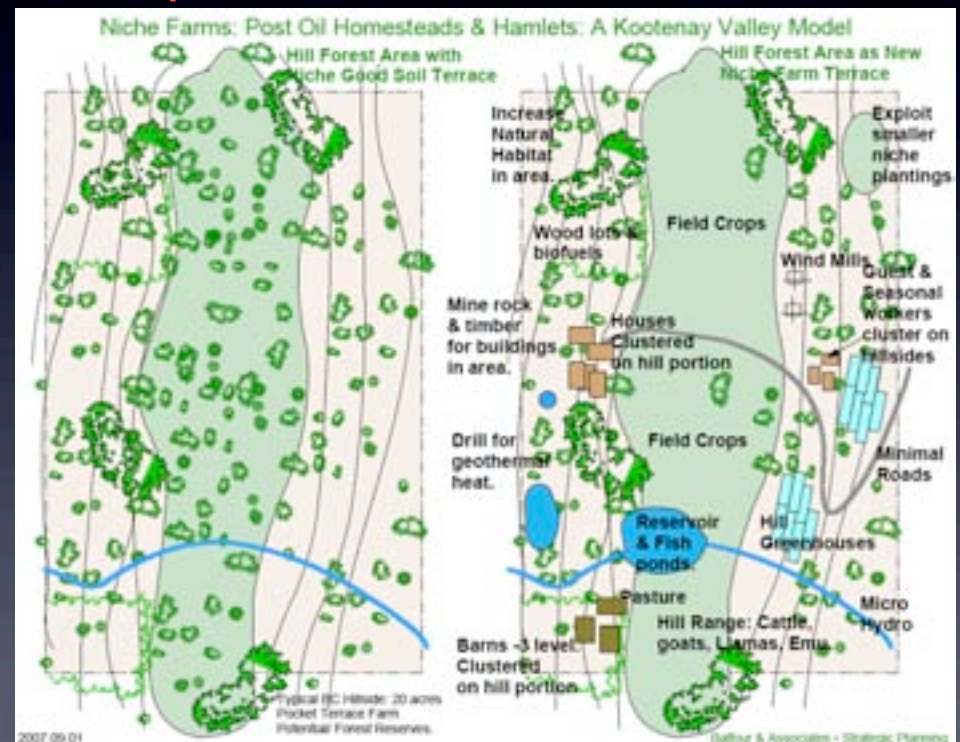 Niche Farms: Post Oil Homesteads & Hamlets: A Kootenay Valley Model
Hill Forest Area with
Niche Good Soil Terrace
Hill Forest Area as New
Niche Farm Terrace
Increase
Natural
Habitat
in area.
Exploit
smaller
niche
plantings
Field Crops
Wood lots &
biofuels
Wind Mills
Guest &
Seasonal
workers
cluster on
hillsides
Mine rock
& timber
for buildings
in area.
Houses
Clustered
on hill portion
Drill for
geothermal
heat.
Field Crops
Minimal
Roads
Reservoir
& Fish
ponds.
Hill
Greenhouses
Pasture
Micro
Hydro
Barns -3 level.
Clustered
on hill portion
Hill Range: Cattle,
goats, Llamas, Emu
Typical BC Hillside: 20 acres
Pocket Terrace Farm
Potential Forest Reserves.
2007.09.01
Balfour & Associates - Strategic Planning